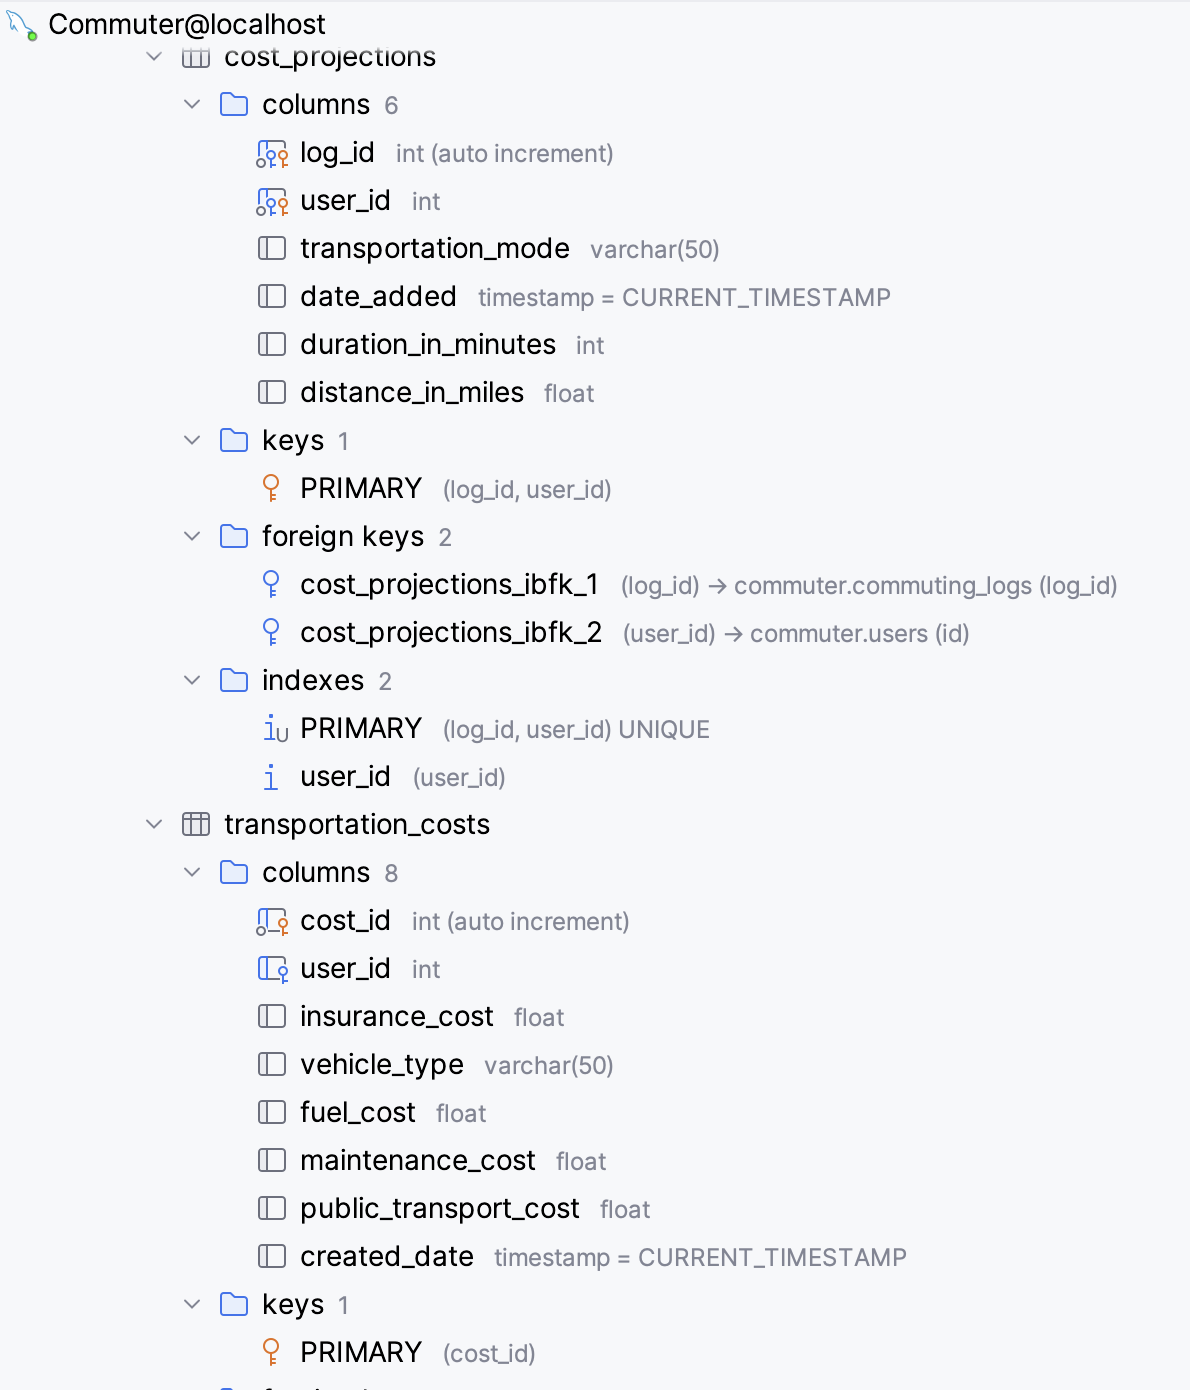 Commuter@localhost
cost_projections
columns 6
log_id int (auto increment)
user_id int
transportation_mode varchar(50)
date_added timestamp = CURRENT_TIMESTAMP
duration_in_minutes int
distance_in_miles float
keys 1
PRIMARY (log_id, user_id)
foreign keys 2
cost_projections_ibfk_1 (log_id) → commuter.commuting_logs (log_id)
cost_projections_ibfk_2 (user_id) → commuter.users (id)
indexes 2
PRIMARY (log_id, user_id) UNIQUE
user_id (user_id)
transportation_costs
columns 8
cost_id int (auto increment)
user_id int
insurance_cost float
vehicle_type varchar(50)
fuel_cost float
maintenance_cost float
public_transport_cost float
created_date timestamp = CURRENT_TIMESTAMP
keys 1
PRIMARY (cost_id)